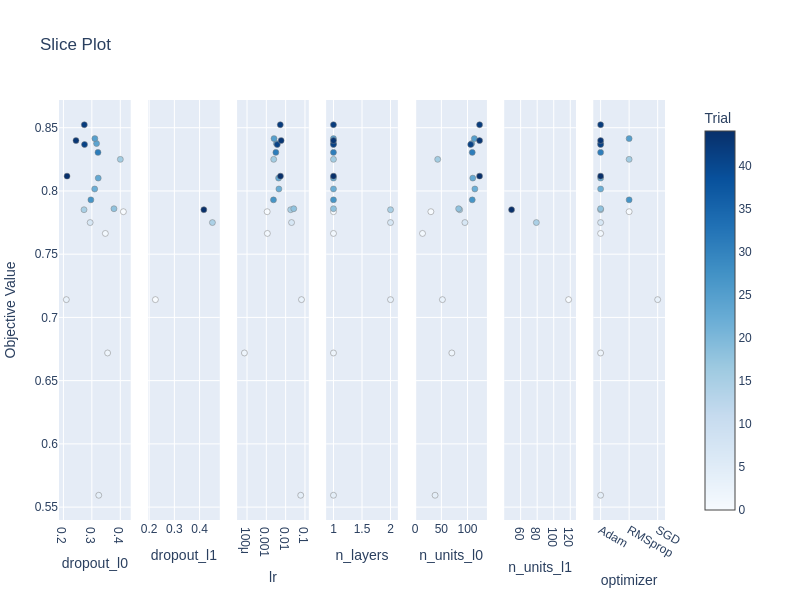 Slice Plot
Trial
Objective Value
0.85
0.8
0.75
0.7
0.65
0.6
0.55
0.2
0.3
0.4
dropout_l0
0.2
0.3
0.4
dropout_l1
100μ
0.001
0.01
0.1
lr
1
1.5
2
n_layers
0
50
100
n_units_l0
60
80
100
120
n_units_l1
Adam
RMSprop
SGD
optimizer
40
35
30
25
20
15
10
5
0